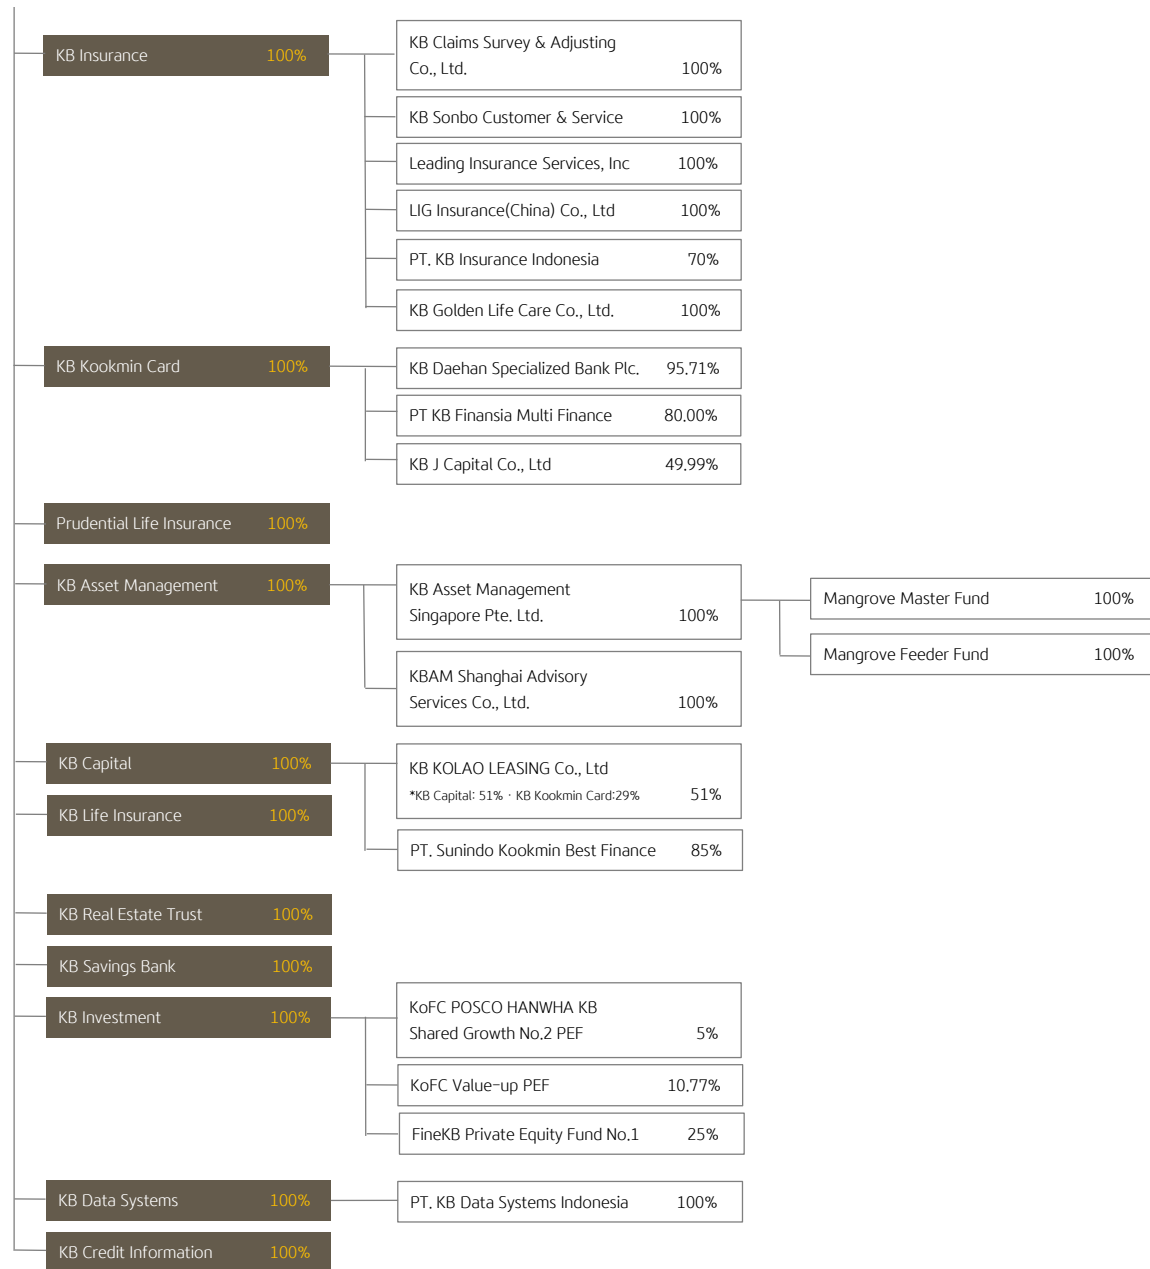 KB Insurance 100%
KB Claims Survey & Adjusting
Co., Ltd. 100%
KB Sonbo Customer & Service 100%
Leading Insurance Services, Inc 100%
LIG Insurance(China) Co., Ltd 100%
PT. KB Insurance Indonesia 70%
KB Golden Life Care Co., Ltd. 100%
KB Kookmin Card 100%
KB Daehan Specialized Bank Plc. 95.71%
PT KB Finansia Multi Finance 80.00%
KB J Capital Co., Ltd 49.99%
Prudential Life Insurance 100%
KB Asset Management 100%
KB Asset Management
Singapore Pte. Ltd. 100%
Mangrove Master Fund 100%
Mangrove Feeder Fund 100%
KBAM Shanghai Advisory
Services Co., Ltd. 100%
KB Capital 100%
KB KOLAO LEASING Co., Ltd
*KB Capital: 51% · KB Kookmin Card:29% 51%
KB Life Insurance 100%
PT. Sunindo Kookmin Best Finance 85%
KB Real Estate Trust 100%
KB Savings Bank 100%
KB Investment 100%
KoFC POSCO HANWHA KB
Shared Growth No.2 PEF 5%
KoFC Value-up PEF 10.77%
FineKB Private Equity Fund No.1 25%
KB Data Systems 100%
PT. KB Data Systems Indonesia 100%
KB Credit Information 100%